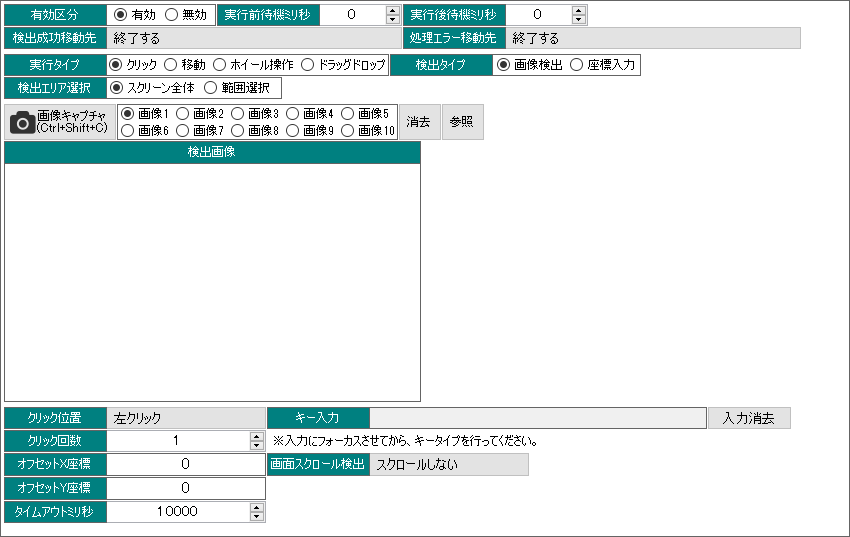 有効区分 有効 無効 実行前待機ミリ秒 0 実行後待機ミリ秒 0
検出成功移動先 終了する 処理エラー移動先 終了する
実行タイプ クリック 移動 ホイール操作 ドラッグドロップ 検出タイプ 画像検出 座標入力
検出エリア選択 スクリーン全体 範囲選択
画像キャプチャ
(Ctrl+Shift+C)
画像1 画像2 画像3 画像4 画像5
画像6 画像7 画像8 画像9 画像10
消去 参照
検出画像
クリック位置 左クリック キー入力 入力消去
クリック回数 1 ※入力にフォーカスさせてから、キータイプを行ってください。
オフセットX座標 0 画面スクロール検出 スクロールしない
オフセットY座標 0
タイムアウトミリ秒 10000